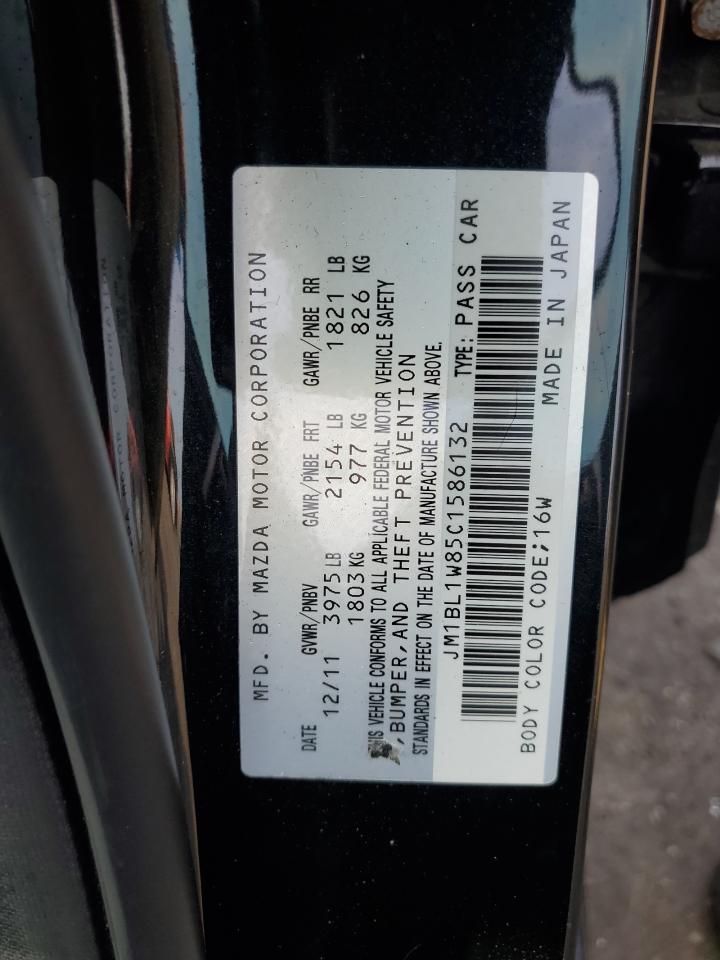 MFD. BY MAZDA MOTOR CORPORATION
DATE GVWR/PNBV GAWR/PNBE FRT GAWR/PNBE RR
12/11 3975 LB 2154 LB 1821 LB
1803 KG 977 KG 826 KG
VEHICLE CONFORMS TO ALL APPLICABLE FEDERAL MOTOR VEHICLE SAFETY
,BUMPER,AND THEFT PREVENTION
STANDARDS IN EFFECT ON THE DATE OF MANUFACTURE SHOWN ABOVE.
JM1BL1W85C1586132 TYPE: PASS CAR
BODY COLOR CODE;16W MADE IN JAPAN
MOTOR CORPORATION